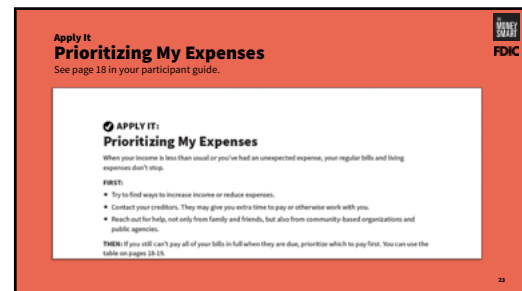 Apply It
Prioritizing My Expenses
See page 18 in your participant guide.
MONEY
SMART
FDIC
APPLY IT:
Prioritizing My Expenses
When your income is less than usual or you've had an unexpected expense, your regular bills and living
expenses don't stop.
FIRST:
• Try to find ways to increase income or reduce expenses.
• Contact your creditors. They may give you extra time to pay or otherwise work with you.
• Reach out for help, not only from family and friends, but also from community-based organizations and
public agencies.
THEN: If you still can't pay all of your bills in full when they are due, prioritize which to pay first. You can use the
table on pages 18-19.
23